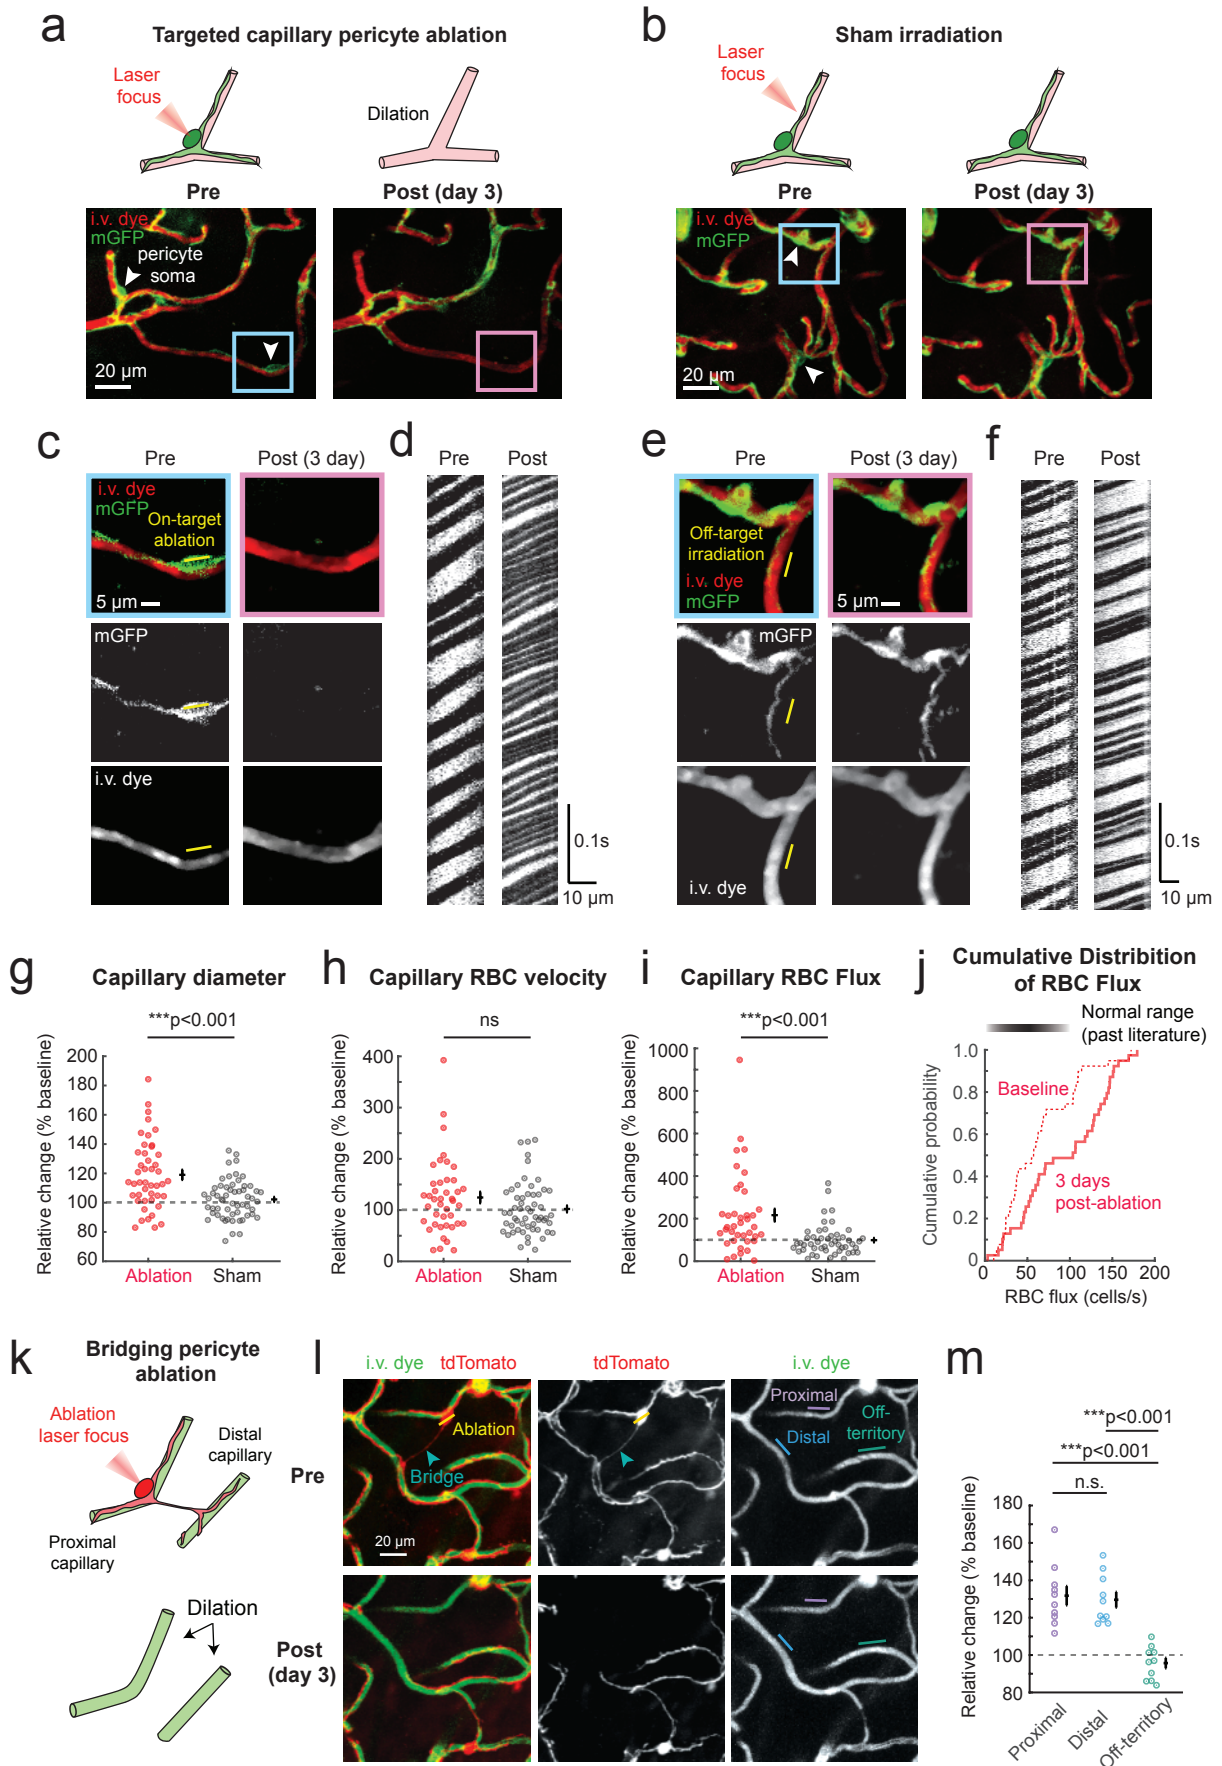 a
Targeted capillary pericyte ablation
Laser
focus
Dilation
Pre
Post (day 3)
i.v. dye
mGFP
pericyte
soma
20 µm
b
Sham irradiation
Laser
focus
Pre
Post (day 3)
i.v. dye
mGFP
20 µm
c
Pre
Post (3 day)
i.v. dye
mGFP
On-target
ablation
5 µm
mGFP
i.v. dye
d
Pre
Post
0.1s
10 µm
e
Pre
Post (3 day)
Off-target
irradiation
i.v. dye
mGFP
5 µm
mGFP
i.v. dye
f
Pre
Post
0.1s
10 µm
g
Capillary diameter
***p<0.001
Relative change (% baseline)
200
180
160
140
120
100
80
60
Ablation
Sham
h
Capillary RBC velocity
ns
Relative change (% baseline)
400
300
200
100
0
Ablation
Sham
i
Capillary RBC Flux
***p<0.001
Relative change (% baseline)
1000
800
600
400
200
0
Ablation
Sham
j
Cumulative Distribition
of RBC Flux
Normal range
(past literature)
Cumulative probability
1.0
0.8
0.6
0.4
0.2
0
Baseline
3 days
post-ablation
50
100
150
200
RBC flux (cells/s)
k
Bridging pericyte
ablation
Ablation
laser focus
Distal
capillary
Proximal
capillary
Dilation
l
i.v. dye
tdTomato
tdTomato
i.v. dye
Pre
Ablation
Bridge
20 µm
Proximal
Distal
Off-
territory
Post
(day 3)
m
***p<0.001
***p<0.001
n.s.
Relative change (% baseline)
180
160
140
120
100
80
Proximal
Distal
Off-territory